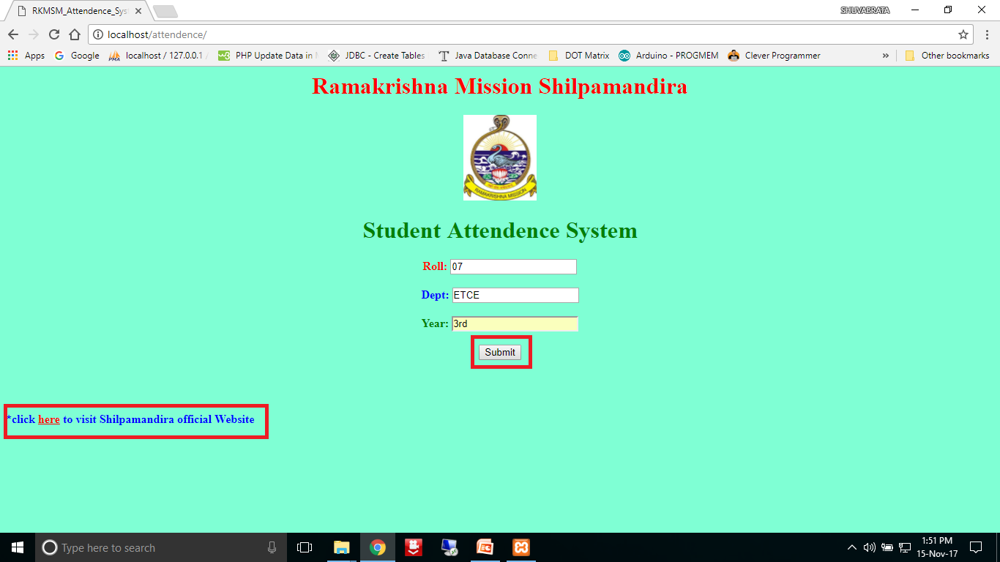 RKMSM_Attendence_Sys
SHUVABRATA
localhost/attendence/
Apps Google localhost / 127.0.0.1 / PHP Update Data in JDBC - Create Tables Java Database Conne DOT Matrix Arduino - PROGMEM Clever Programmer » Other bookmarks
Ramakrishna Mission Shilpamandira
RAMAKRISHNA MISSION
Student Attendence System
Roll: 07
Dept: ETCE
Year: 3rd
Submit
*click here to visit Shilpamandira official Website
Type here to search
1:51 PM
15-Nov-17